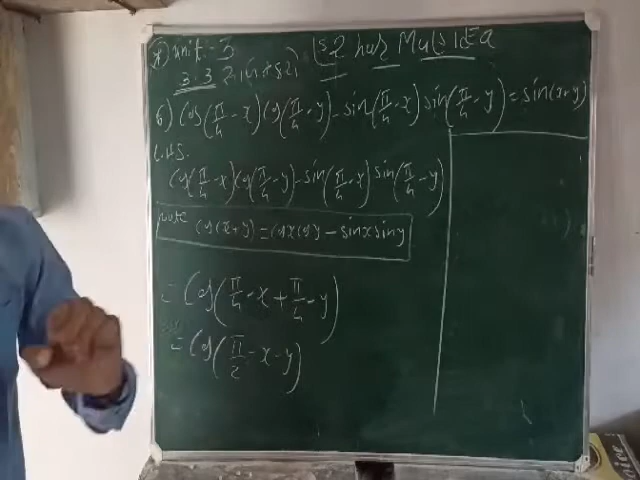 unit - 3
3.3
6) Cos(π/4 - x) Cos(π/4 - y) - sin(π/4 - x) sin(π/4 - y) = sin(x+y)
L.H.S.
Cos(π/4 - x) Cos(π/4 - y) - sin(π/4 - x) sin(π/4 - y)
note Cos(x+y) = Cosx Cosy - sinx siny
= Cos(π/4 - x + π/4 - y)
= Cos(π/2 - x - y)